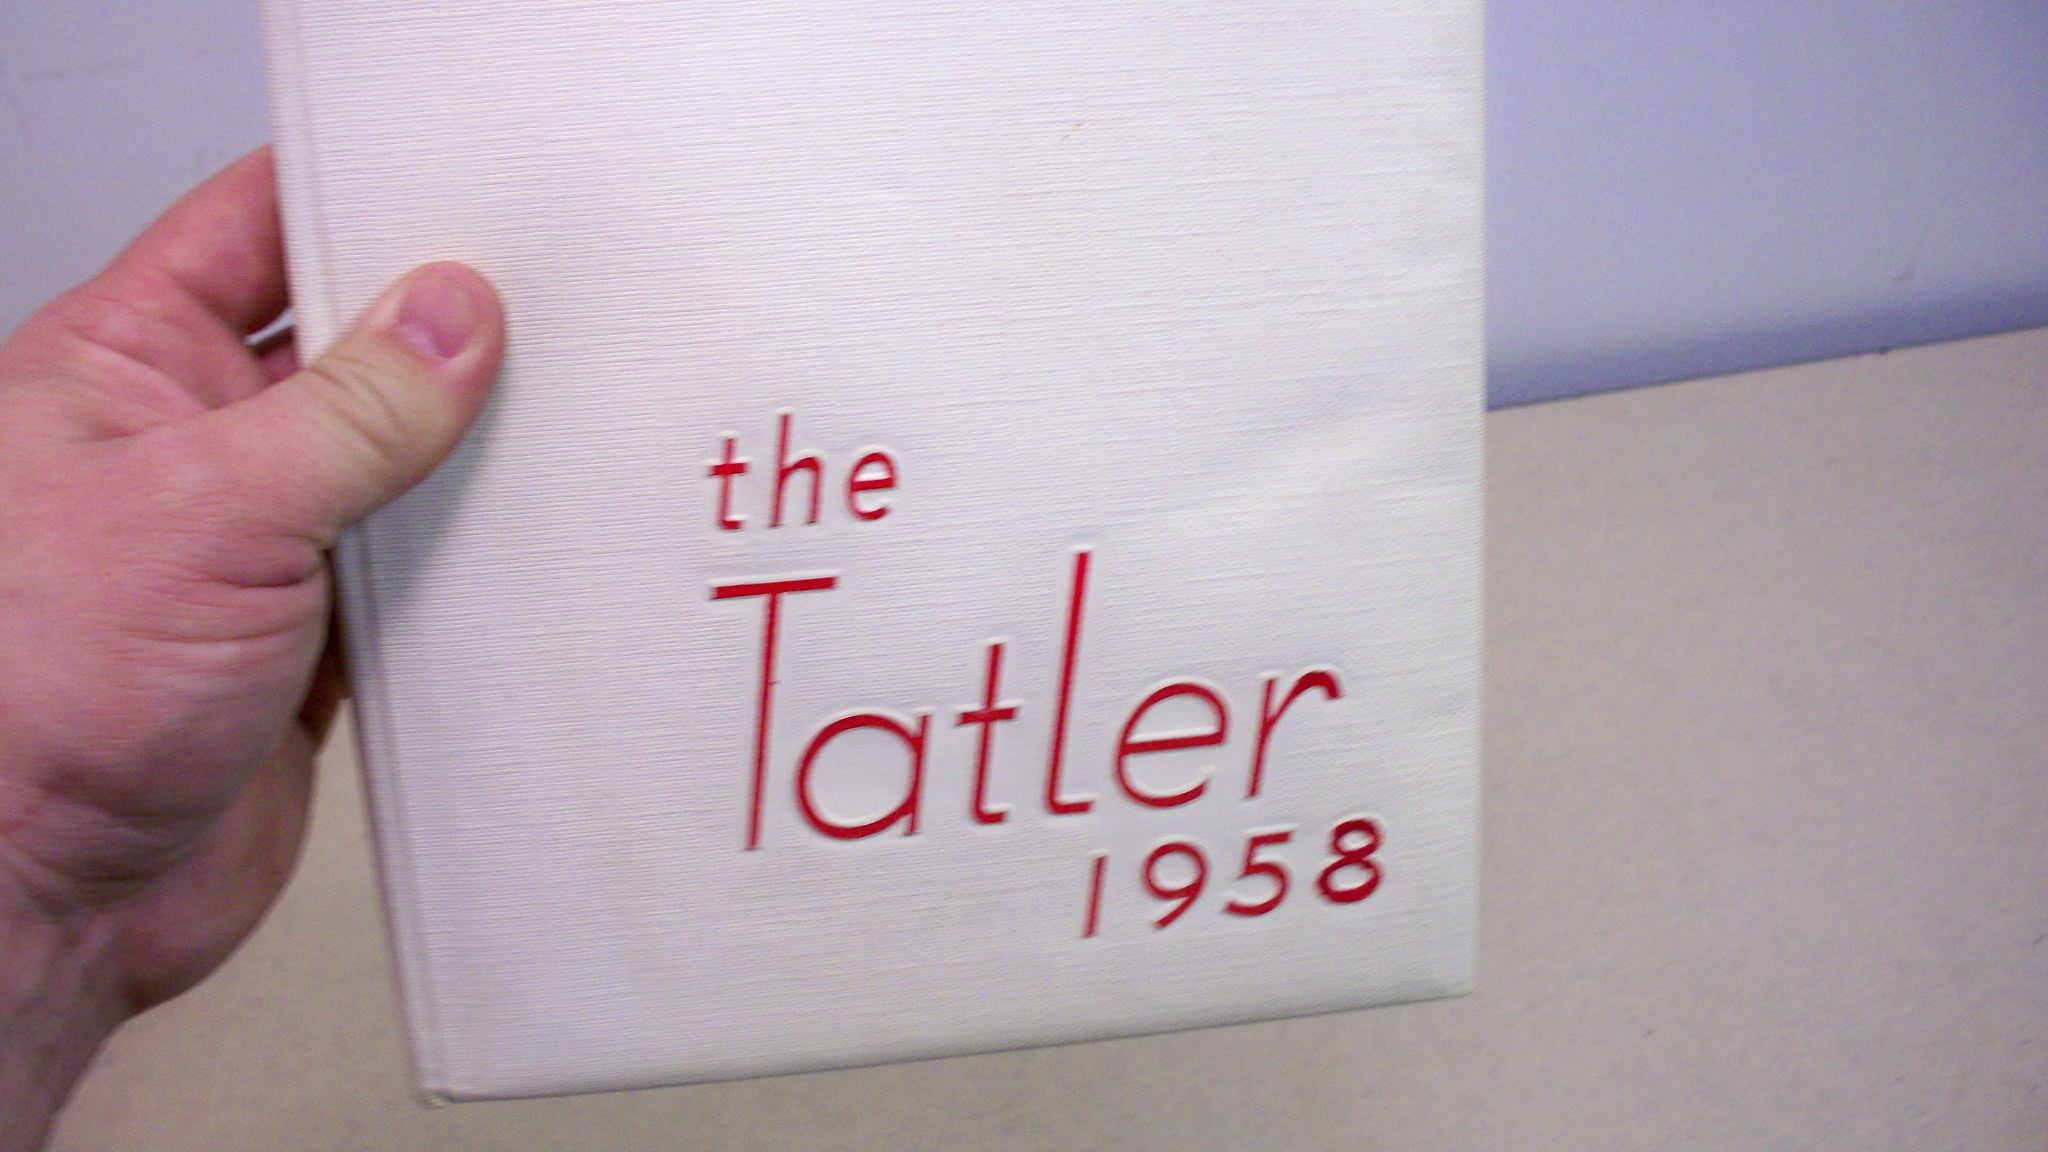 the
Tatler
1958